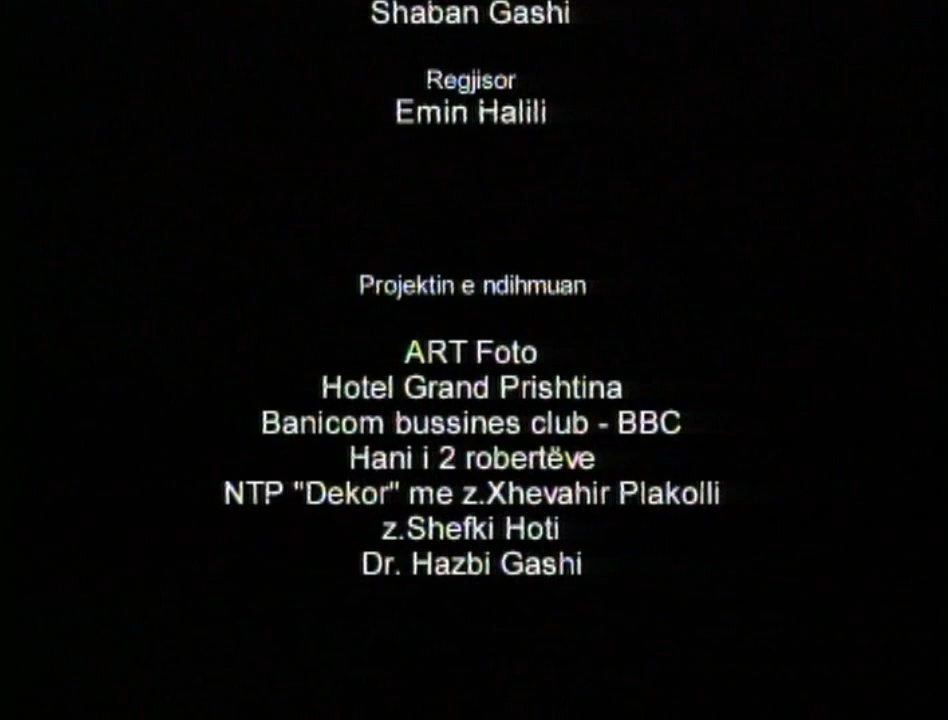 Shaban Gashi
Regjisor
Emin Halili
Projektin e ndihmuan
ART Foto
Hotel Grand Prishtina
Banicom bussines club - BBC
Hani i 2 robertëve
NTP "Dekor" me z.Xhevahir Plakolli
z.Shefki Hoti
Dr. Hazbi Gashi